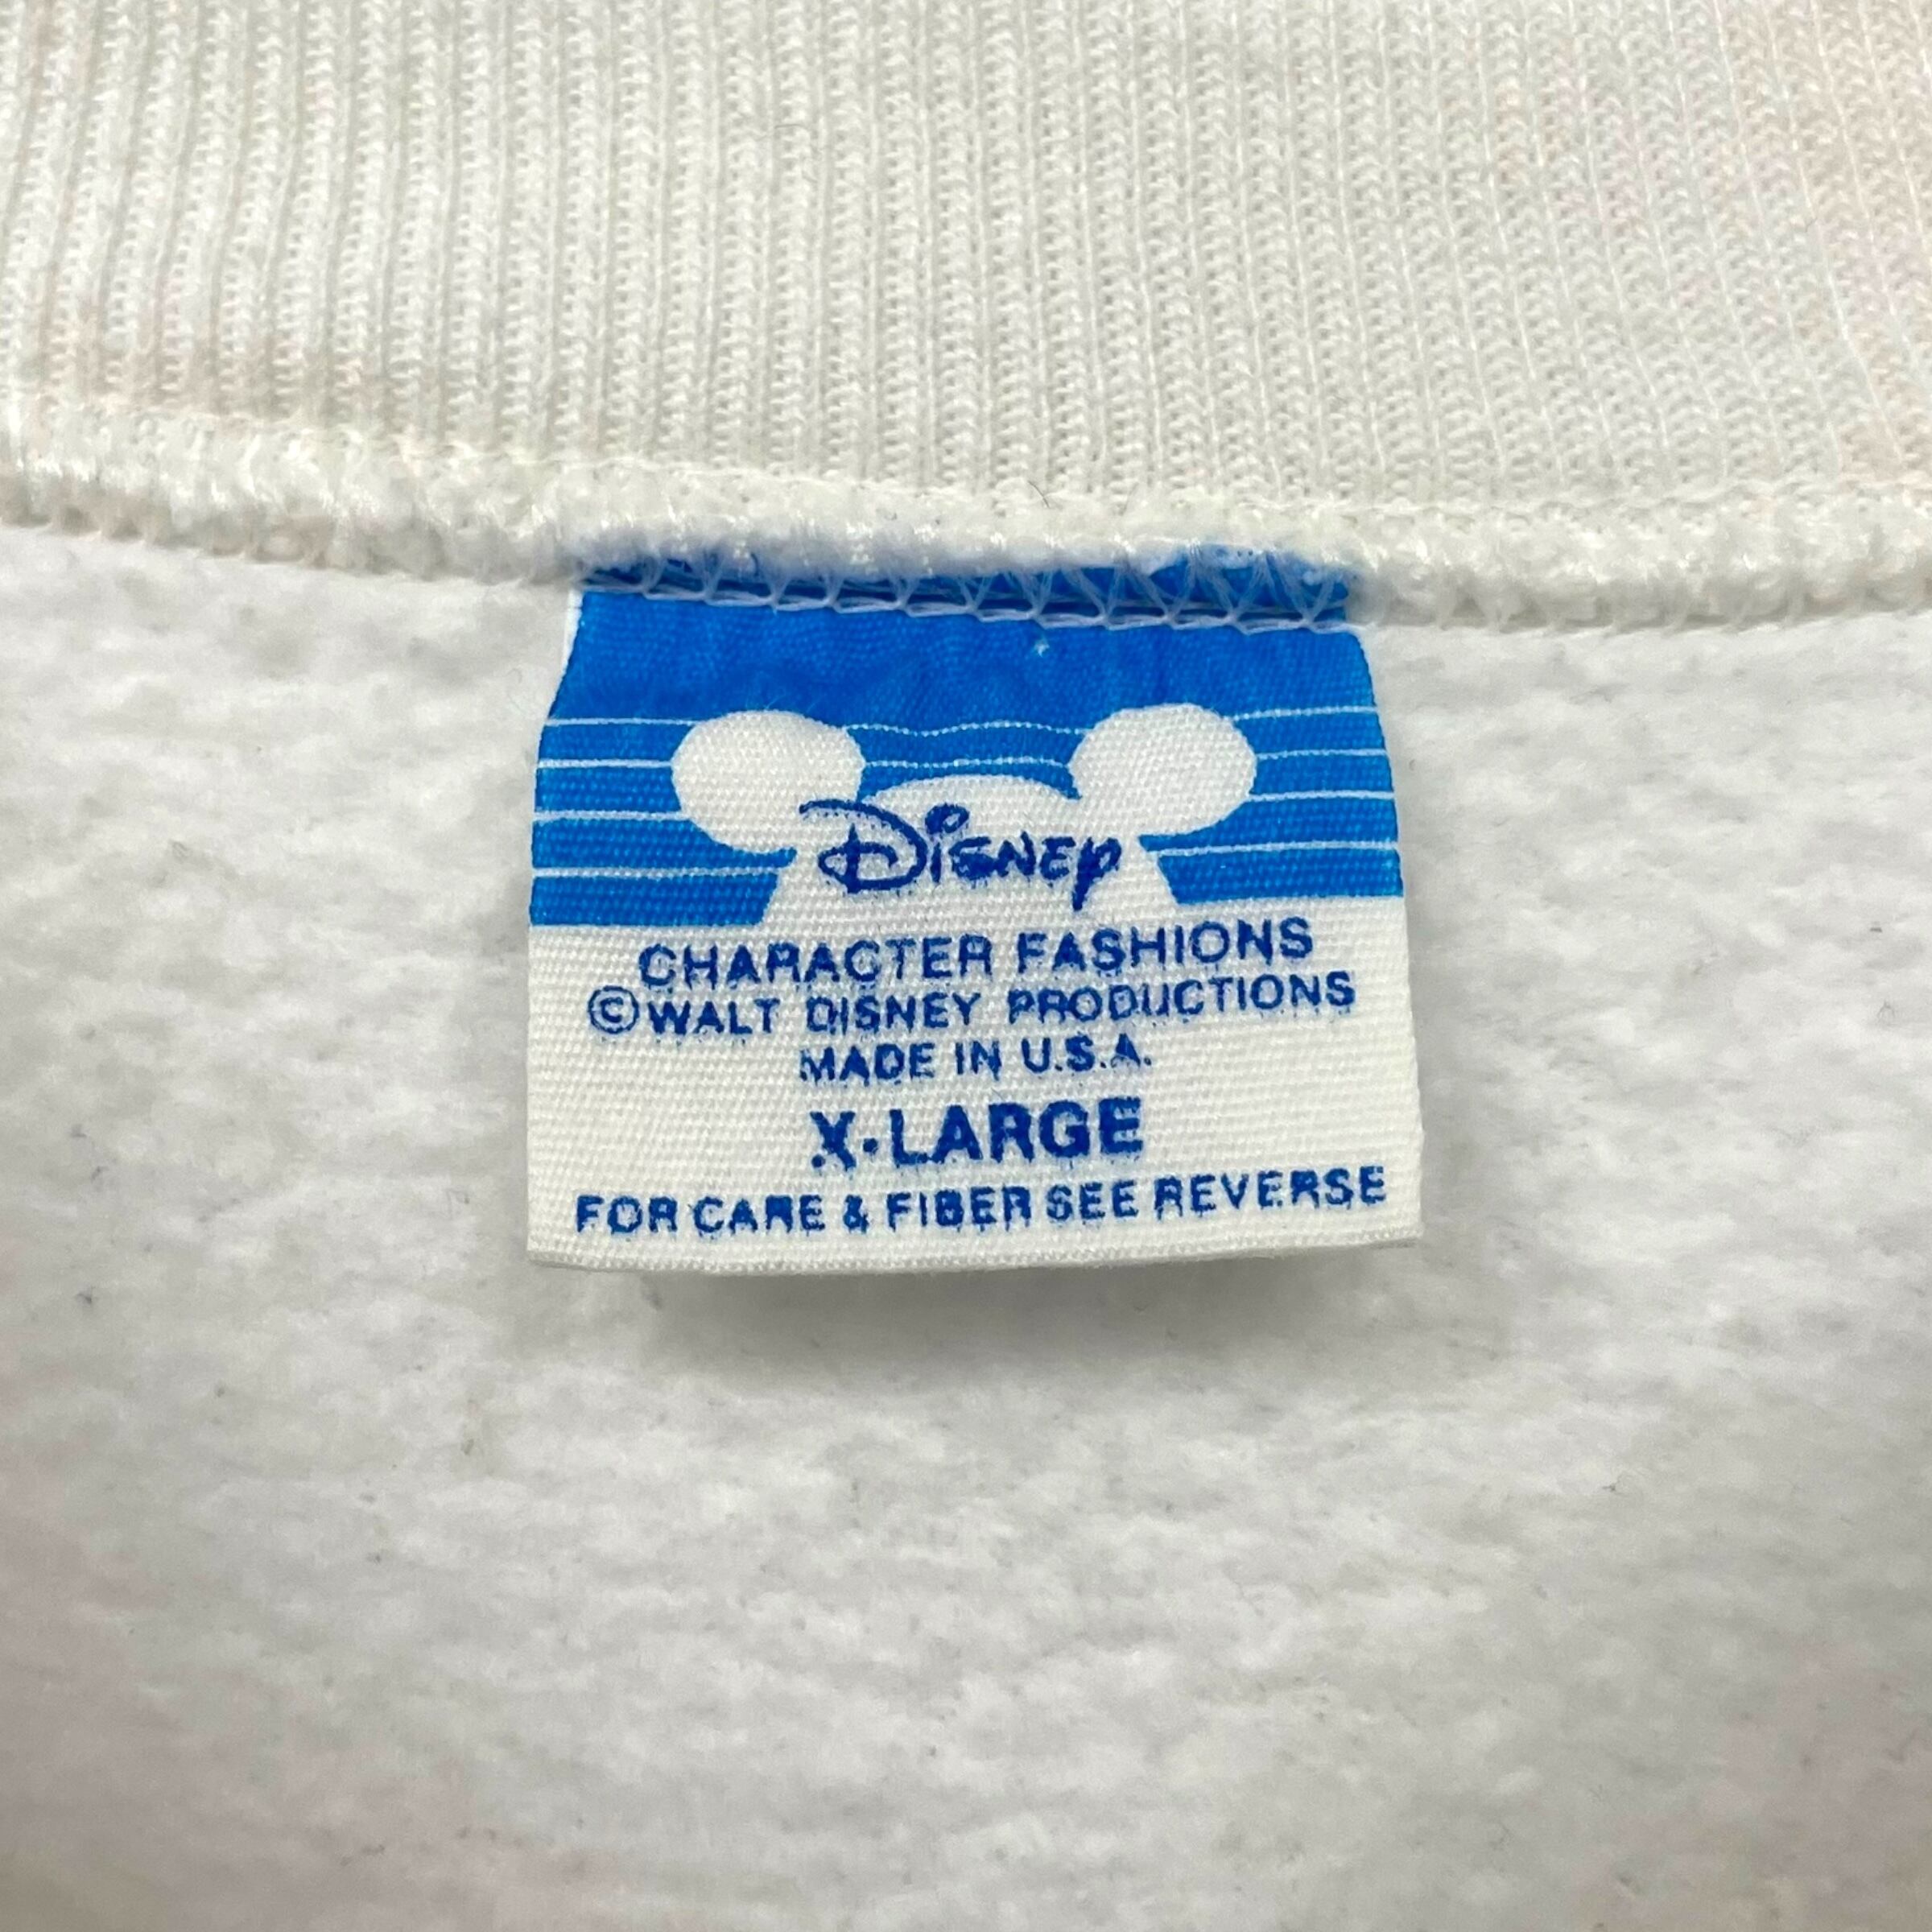 Disney
CHARACTER FASHIONS
©WALT DISNEY PRODUCTIONS
MADE IN U.S.A.
X-LARGE
FOR CARE & FIBER SEE REVERSE